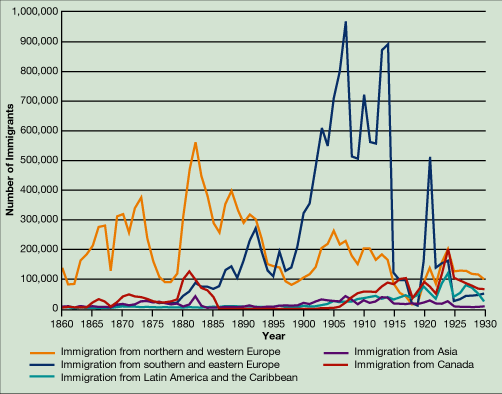 1,000,000
900,000
800,000
700,000
600,000
500,000
400,000
300,000
200,000
100,000
0
Number of Immigrants
1860 1865 1870 1875 1880 1885 1890 1895 1900 1905 1910 1915 1920 1925 1930
Year
Immigration from northern and western Europe
Immigration from southern and eastern Europe
Immigration from Latin America and the Caribbean
Immigration from Asia
Immigration from Canada